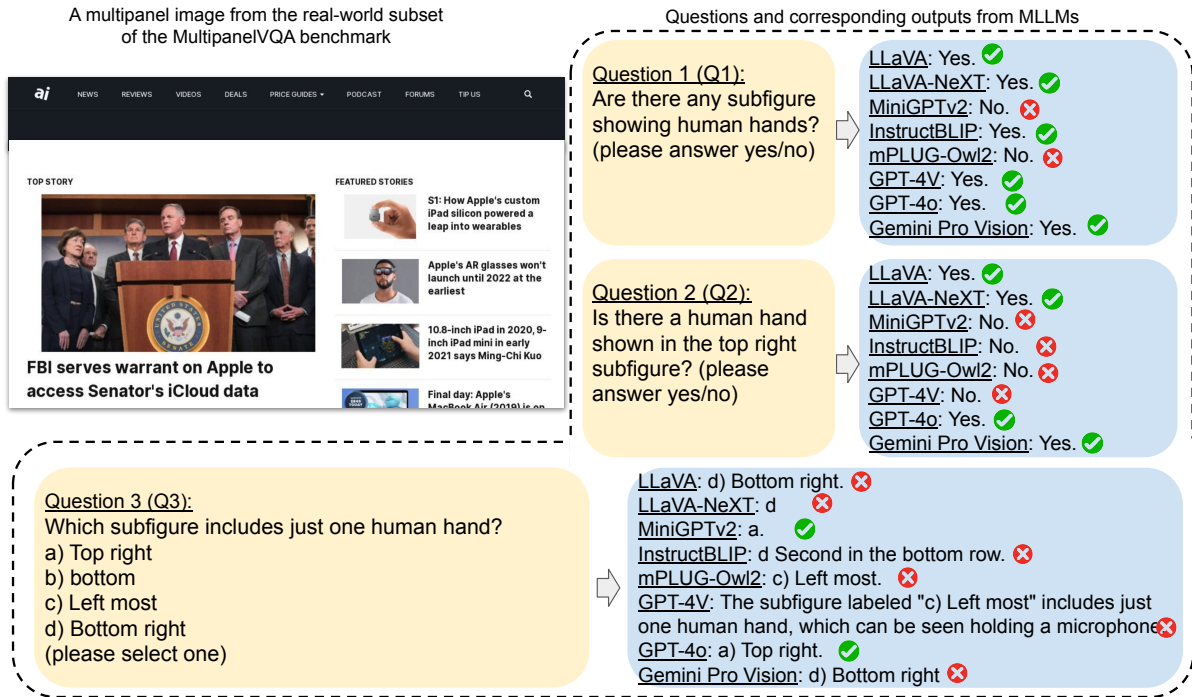 A multipanel image from the real-world subset
of the MultipanelVQA benchmark
Questions and corresponding outputs from MLLMs
ai
NEWS
REVIEWS
VIDEOS
DEALS
PRICE GUIDES
PODCAST
FORUMS
TIP US
TOP STORY
UNITED STATES
SENATE
FBI serves warrant on Apple to
access Senator's iCloud data
FEATURED STORIES
S1: How Apple's custom
iPad silicon powered a
leap into wearables
Apple's AR glasses won't
launch until 2022 at the
earliest
10.8-inch iPad in 2020, 9-
inch iPad mini in early
2021 says Ming-Chi Kuo
Final day: Apple's
MacBook Air (2019) is on
Question 1 (Q1):
Are there any subfigure
showing human hands?
(please answer yes/no)
LLaVA: Yes.
LLaVA-NeXT: Yes.
MiniGPTv2: No.
InstructBLIP: Yes.
mPLUG-Owl2: No.
GPT-4V: Yes.
GPT-4o: Yes.
Gemini Pro Vision: Yes.
Question 2 (Q2):
Is there a human hand
shown in the top right
subfigure? (please
answer yes/no)
LLaVA: Yes.
LLaVA-NeXT: Yes.
MiniGPTv2: No.
InstructBLIP: No.
mPLUG-Owl2: No.
GPT-4V: No.
GPT-4o: Yes.
Gemini Pro Vision: Yes.
Question 3 (Q3):
Which subfigure includes just one human hand?
a) Top right
b) bottom
c) Left most
d) Bottom right
(please select one)
LLaVA: d) Bottom right.
LLaVA-NeXT: d
MiniGPTv2: a.
InstructBLIP: d Second in the bottom row.
mPLUG-Owl2: c) Left most.
GPT-4V: The subfigure labeled "c) Left most" includes just
one human hand, which can be seen holding a microphone.
GPT-4o: a) Top right.
Gemini Pro Vision: d) Bottom right